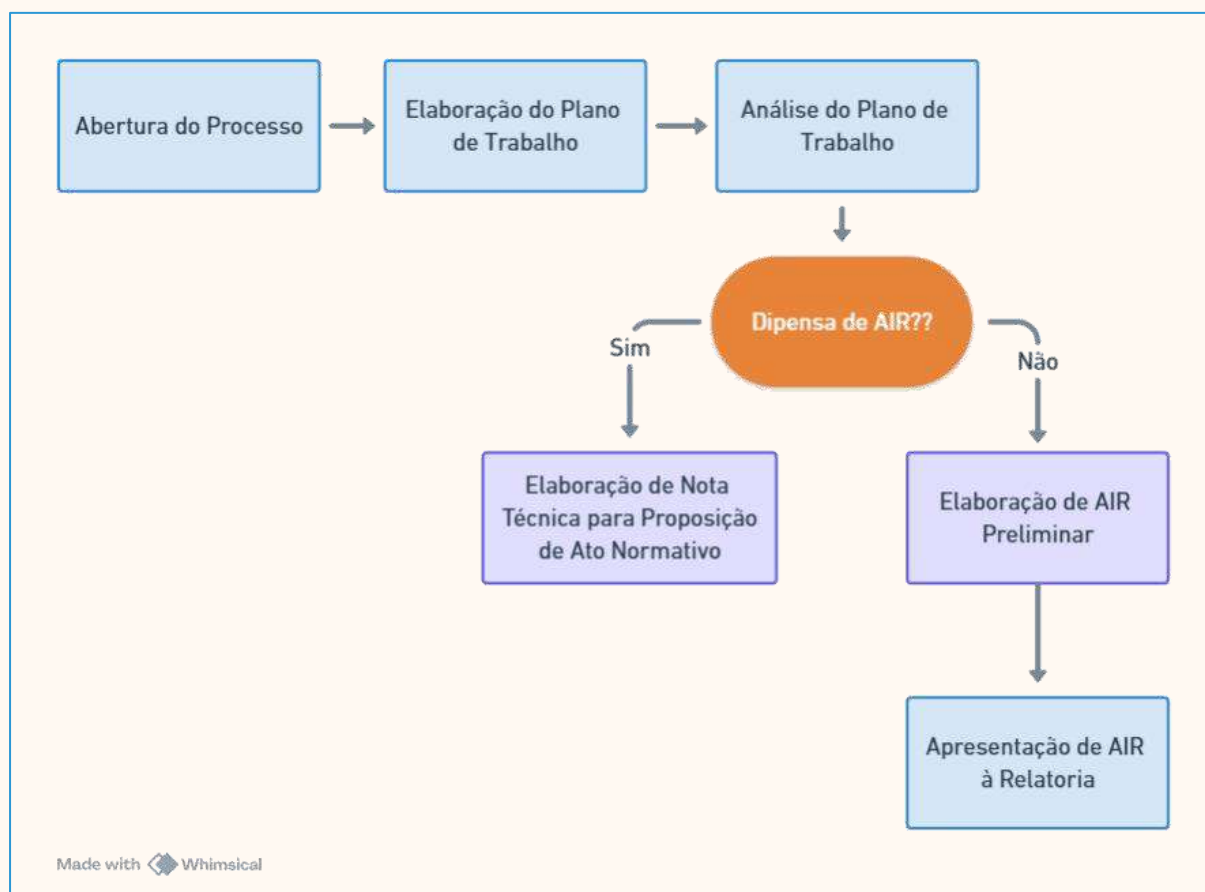 Abertura do Processo
Elaboração do Plano
de Trabalho
Análise do Plano de
Trabalho
Dipensa de AIR??
Sim
Não
Elaboração de Nota
Técnica para Proposição
de Ato Normativo
Elaboração de AIR
Preliminar
Apresentação de AIR
à Relatoria
Made with Whimsical